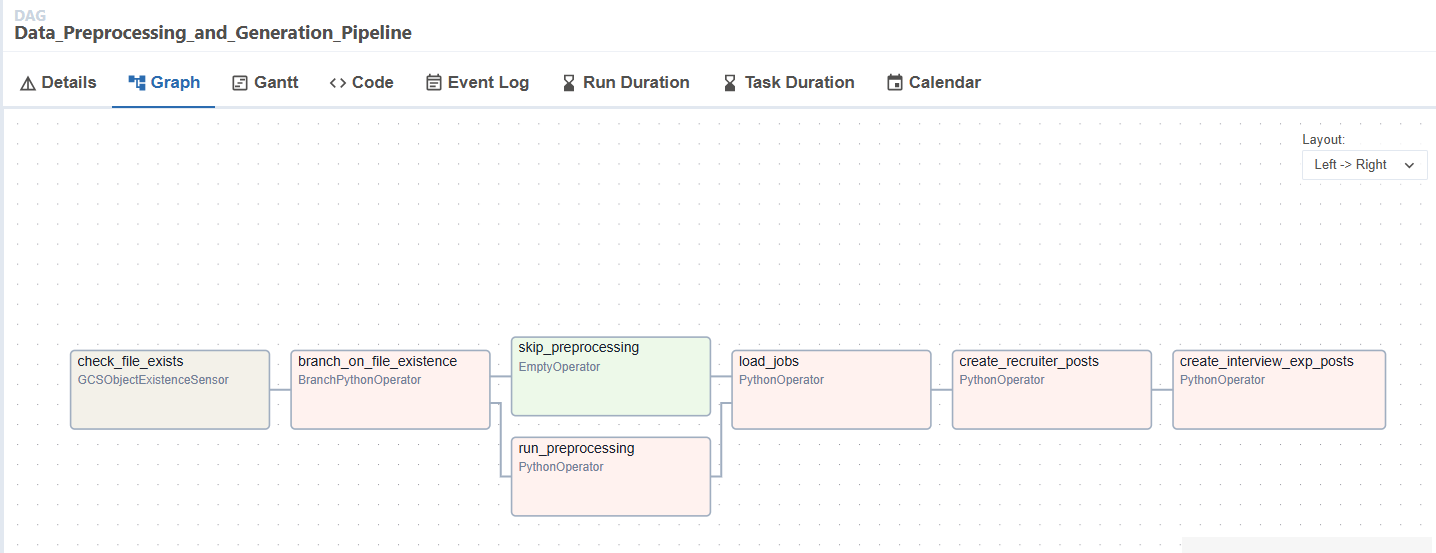 DAG
Data_Preprocessing_and_Generation_Pipeline
Details
Graph
Gantt
Code
Event Log
Run Duration
Task Duration
Calendar
Layout:
Left -> Right
check_file_exists
GCSObjectExistenceSensor
branch_on_file_existence
BranchPythonOperator
skip_preprocessing
EmptyOperator
run_preprocessing
PythonOperator
load_jobs
PythonOperator
create_recruiter_posts
PythonOperator
create_interview_exp_posts
PythonOperator